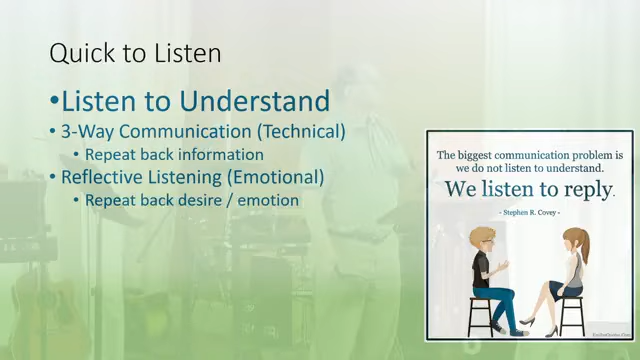 Quick to Listen
•Listen to Understand
• 3-Way Communication (Technical)
• Repeat back information
• Reflective Listening (Emotional)
• Repeat back desire / emotion
The biggest communication problem is
we do not listen to understand.
We listen to reply.
- Stephen R. Covey -